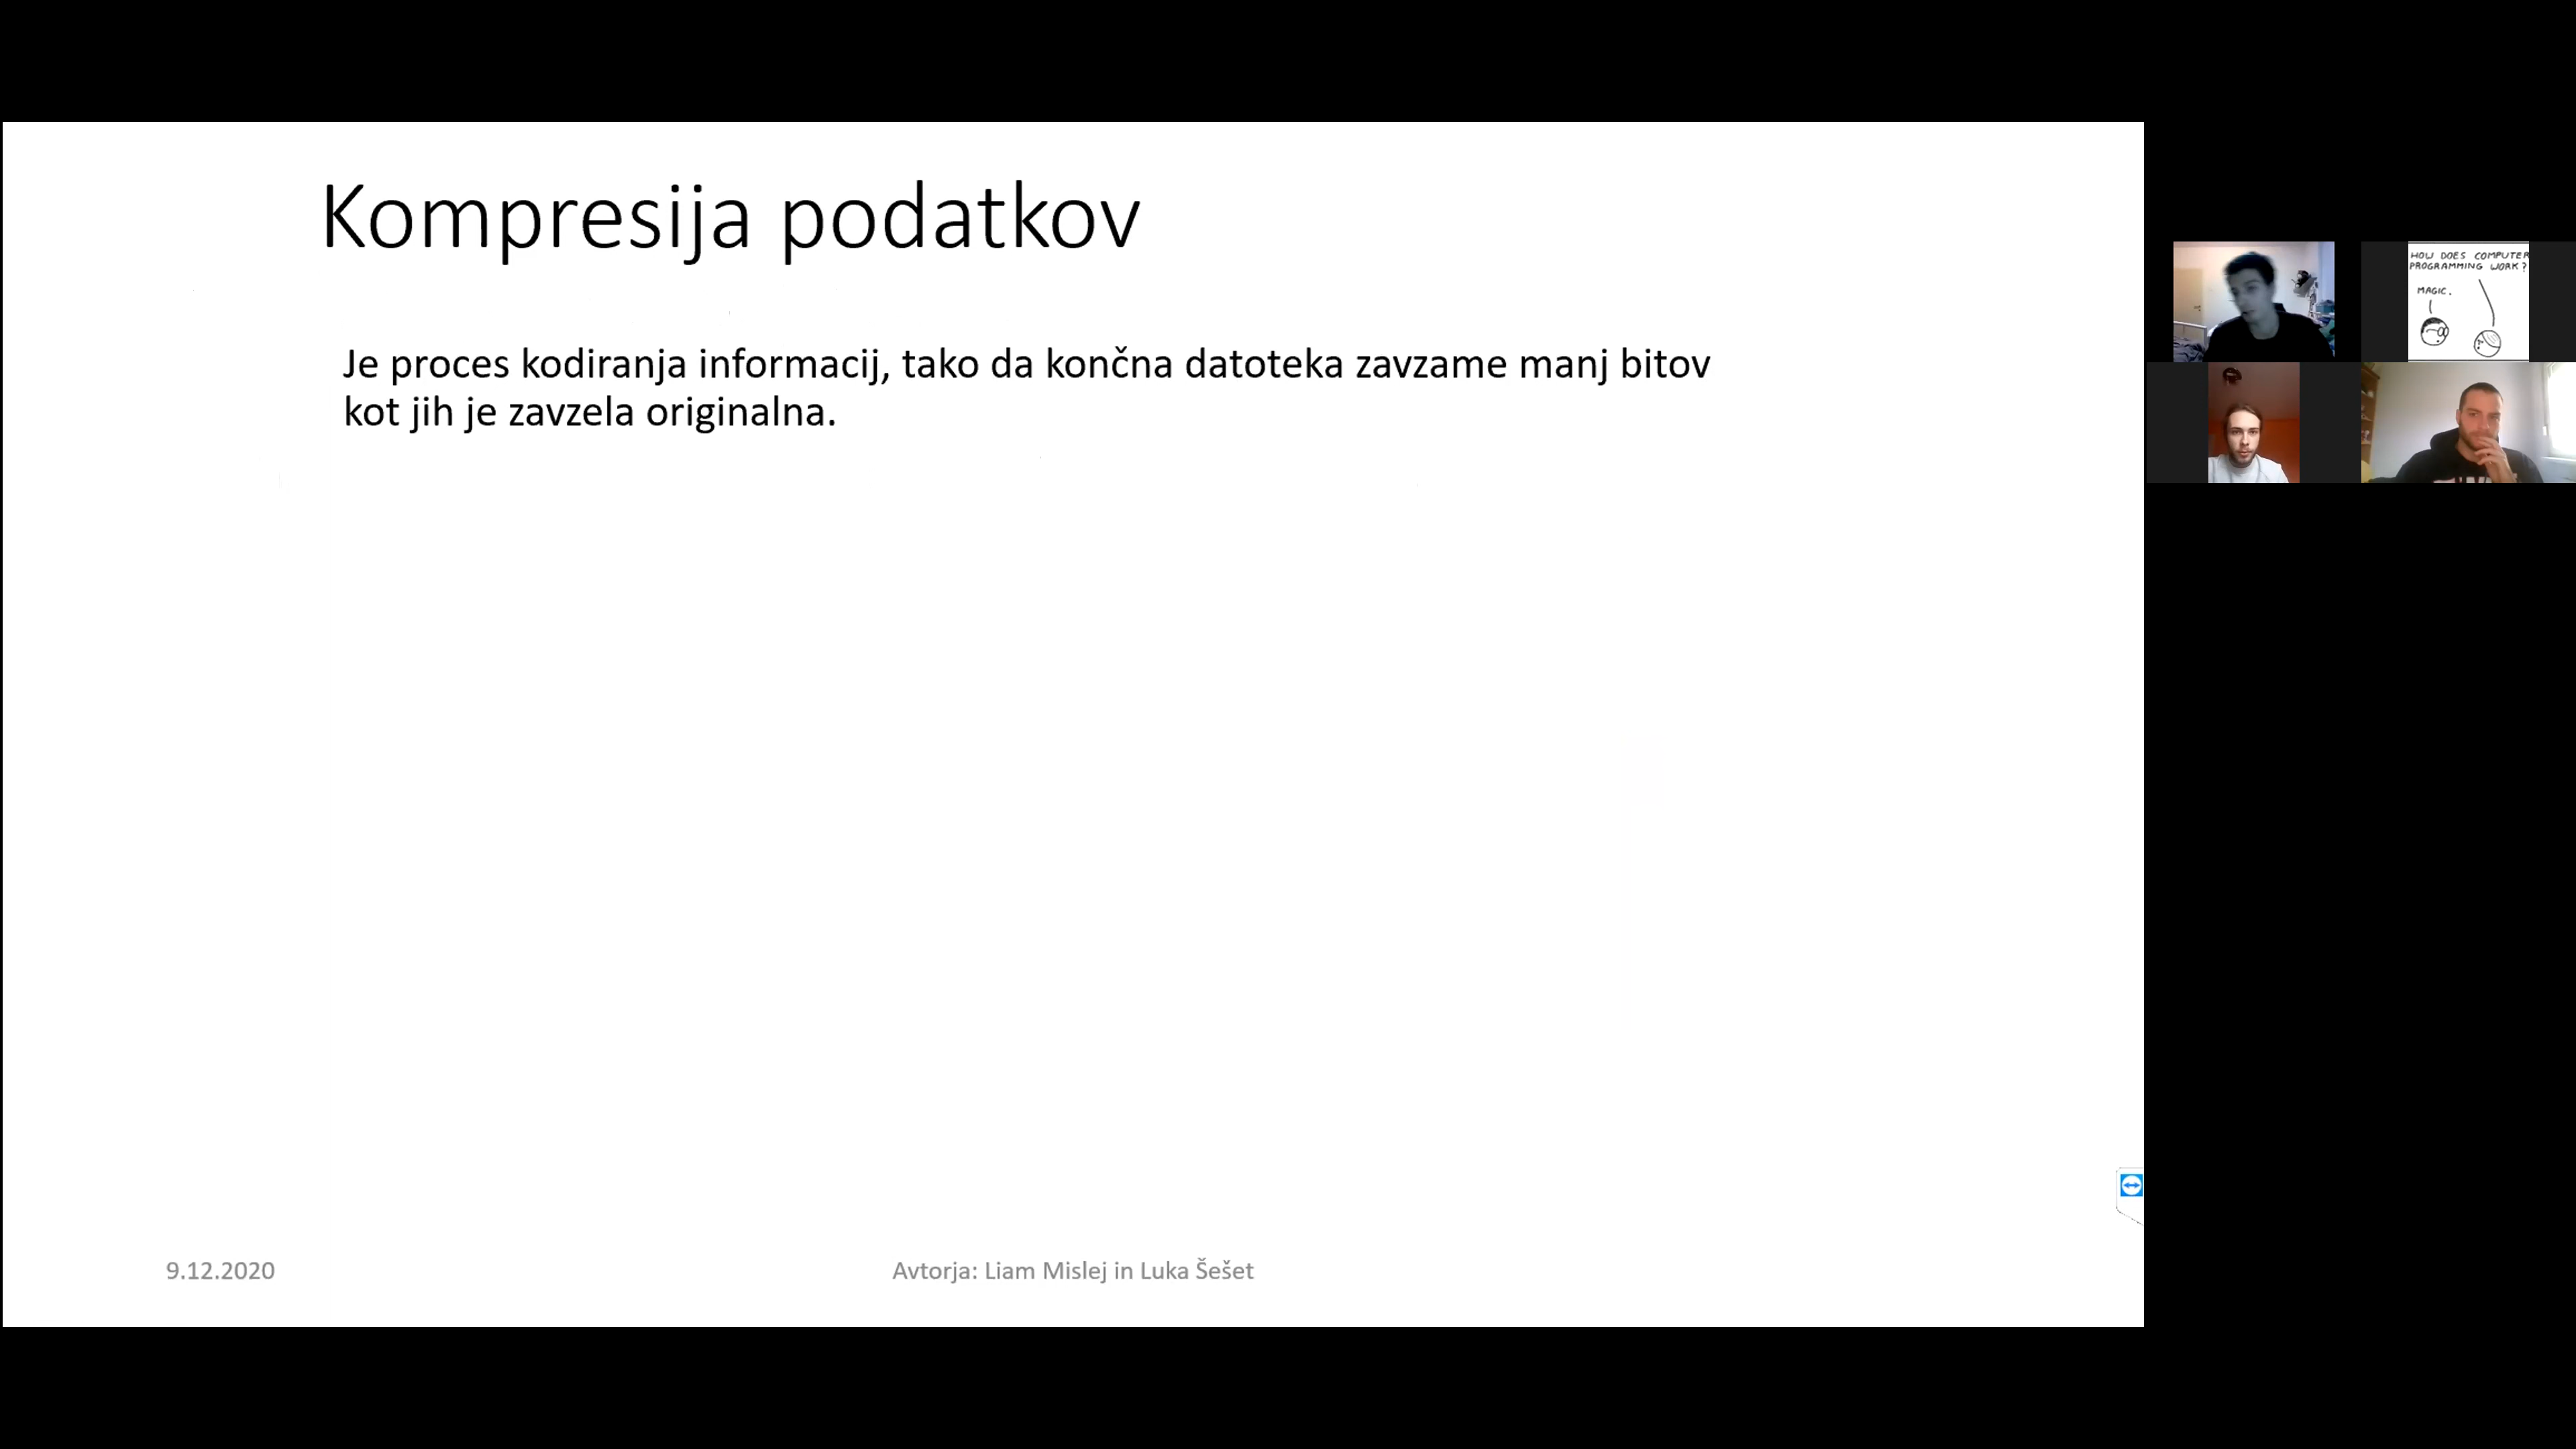 Kompresija podatkov
Je proces kodiranja informacij, tako da končna datoteka zavzame manj bitov
kot jih je zavzela originalna.
9.12.2020
Avtorja: Liam Mislej in Luka Šešet
HOW DOES COMPUTER
PROGRAMMING WORK?
MAGIC.